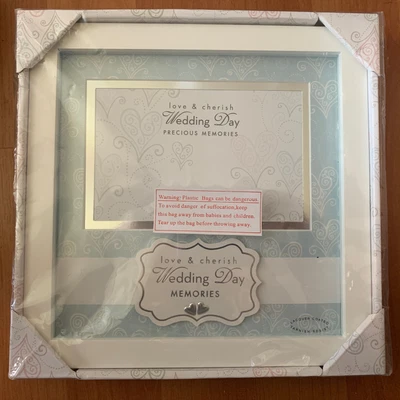 love & cherish
Wedding Day
PRECIOUS MEMORIES
Warning: Plastic Bags can be dangerous.
To avoid danger of suffocation,keep
this bag away from babies and children.
Tear up the bag before throwing away.
love & cherish
Wedding Day
MEMORIES